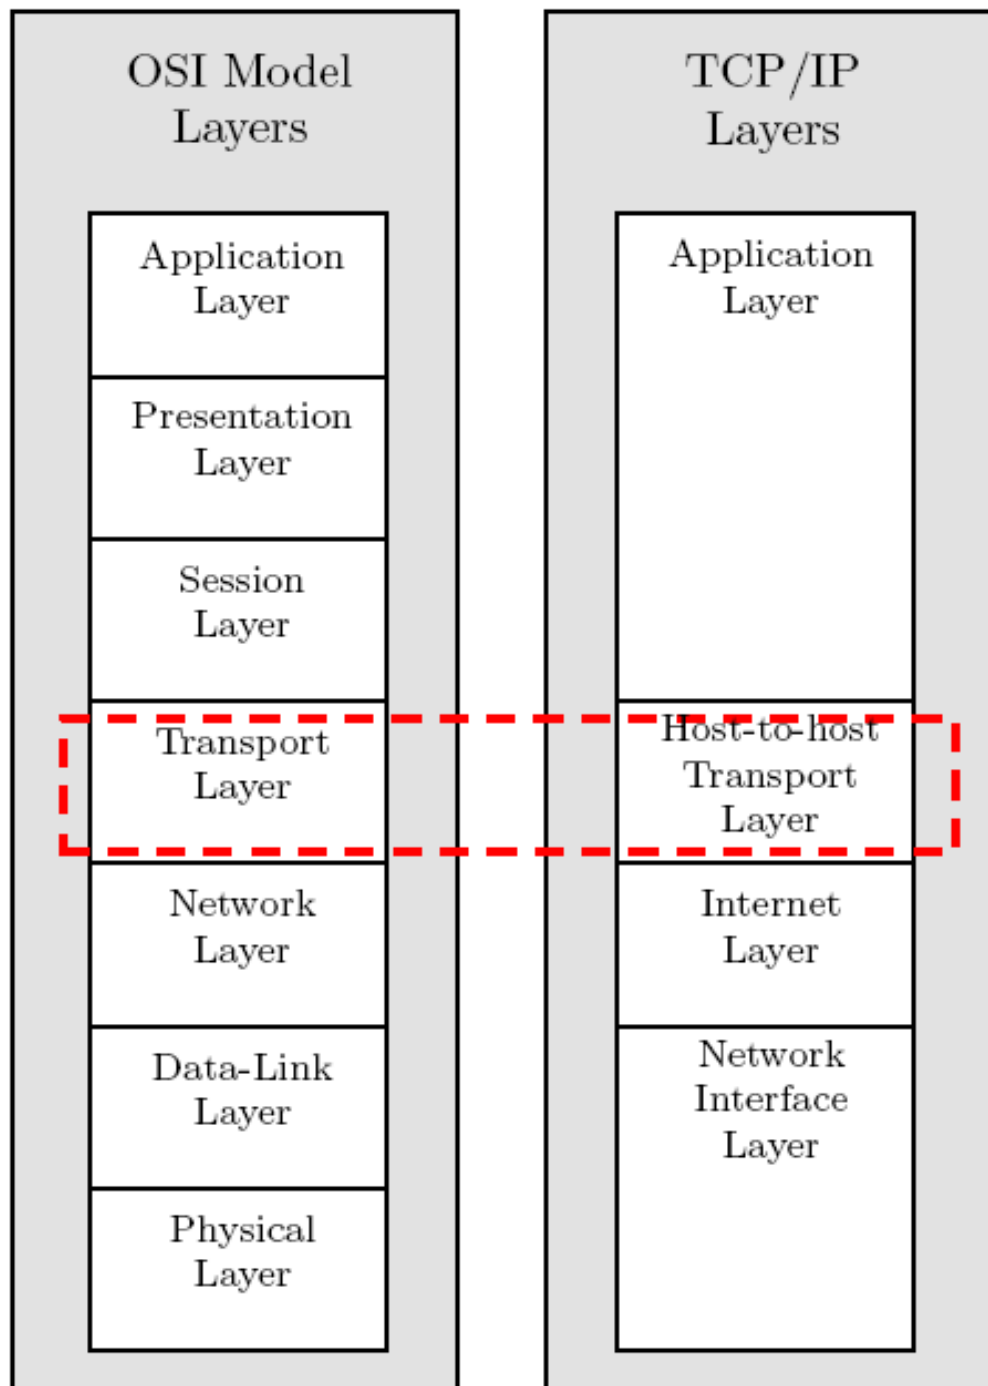 OSI Model
Layers
Application
Layer
Presentation
Layer
Session
Layer
Transport
Layer
Network
Layer
Data-Link
Layer
Physical
Layer
TCP/IP
Layers
Application
Layer
Host-to-host
Transport
Layer
Internet
Layer
Network
Interface
Layer